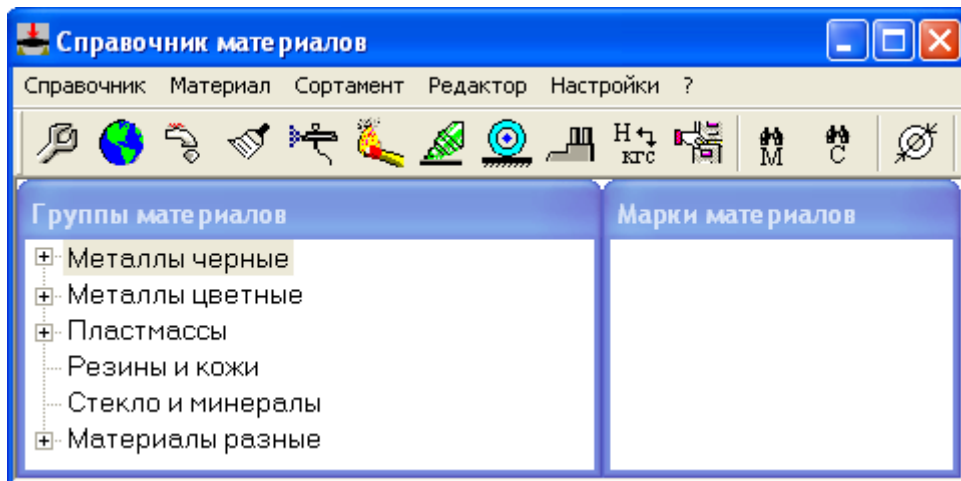 Справочник материалов
Справочник Материал Сортамент Редактор Настройки ?
Н кгс М С
Группы материалов
Марки материалов
Металлы черные
Металлы цветные
Пластмассы
Резины и кожи
Стекло и минералы
Материалы разные